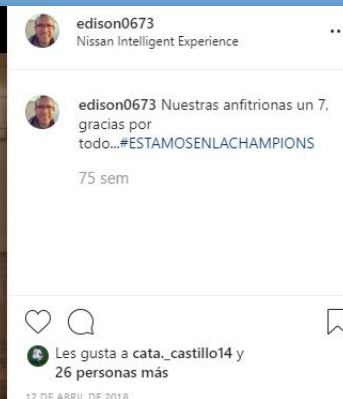 edison0673
Nissan Intelligent Experience
edison0673 Nuestras anfitrionas un 7,
gracias por
todo...#ESTAMOSENLACHAMPIONS
75 sem
Les gusta a cata._castillo14 y
26 personas más
12 DE ABRIL DE 2018